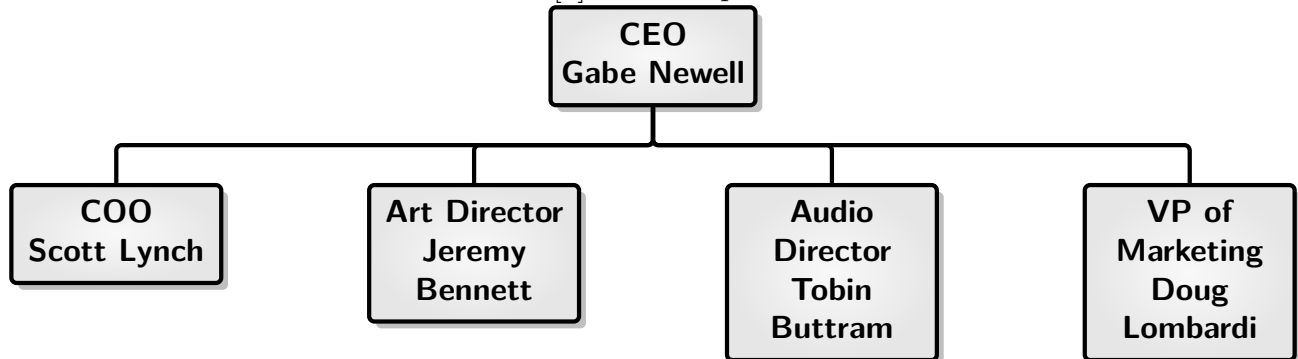 CEO
Gabe Newell
COO
Scott Lynch
Art Director
Jeremy
Bennett
Audio
Director
Tobin
Buttram
VP of
Marketing
Doug
Lombardi